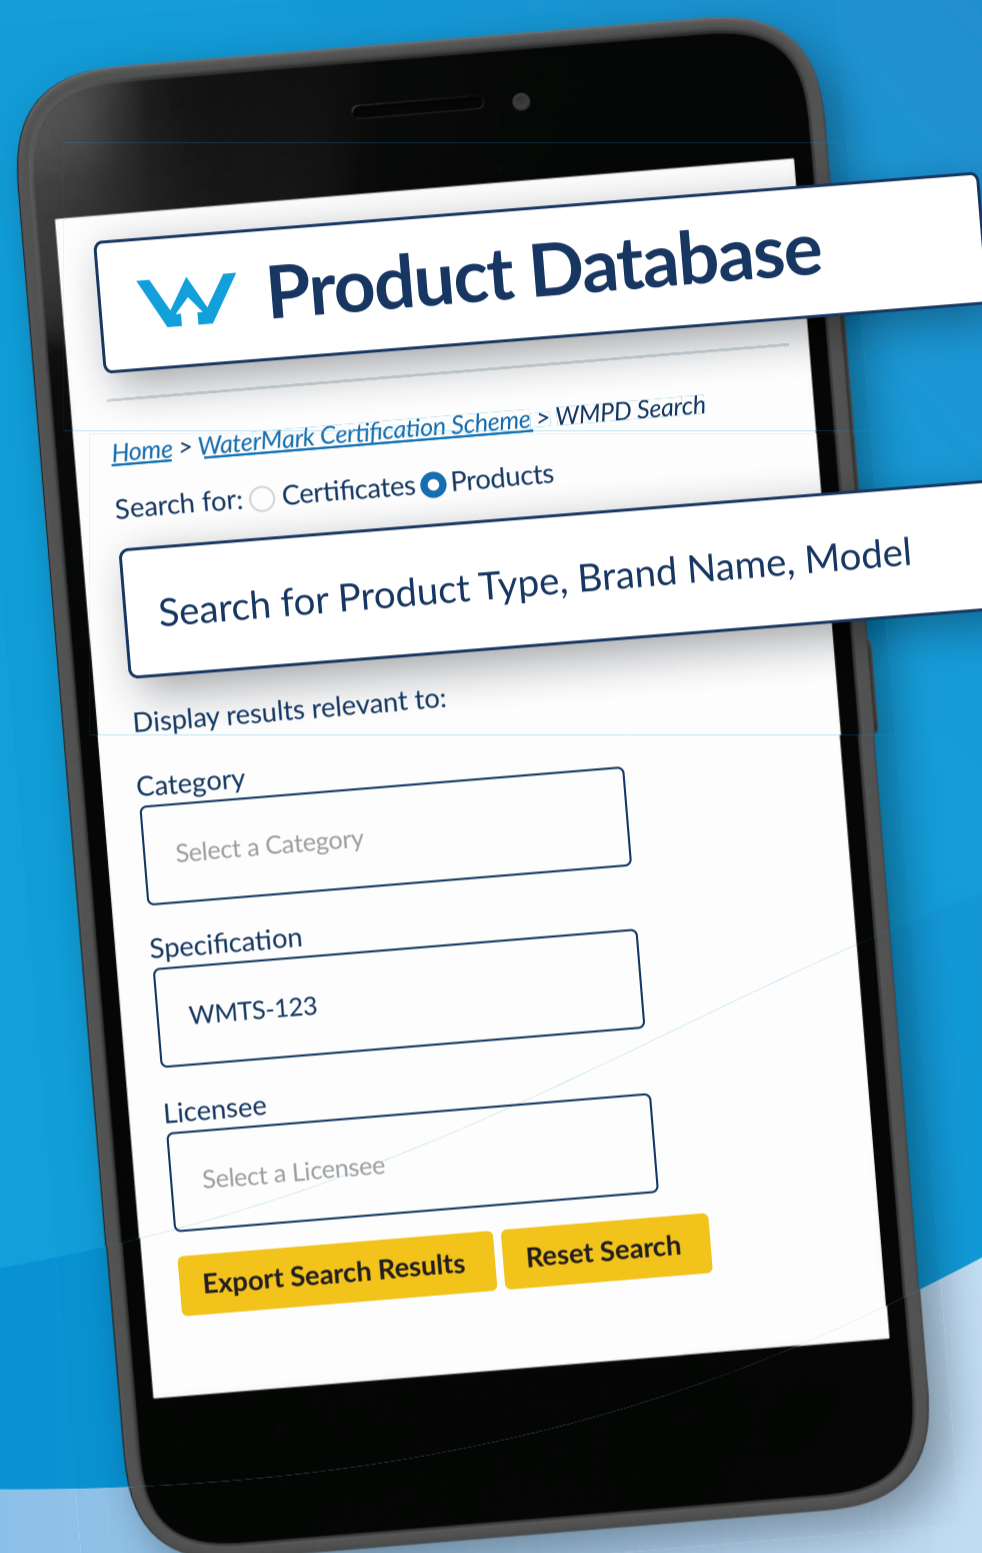 Product Database
Home > WaterMark Certification Scheme > WMPD Search
Search for: Certificates Products
Search for Product Type, Brand Name, Model
Display results relevant to:
Category
Select a Category
Specification
WMTS-123
Licensee
Select a Licensee
Export Search Results Reset Search